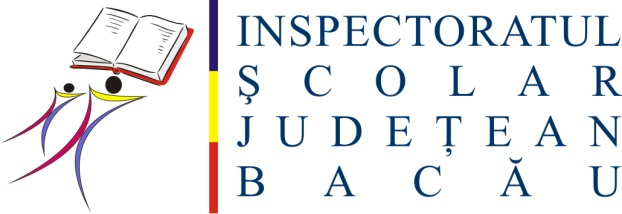 INSPECTORATUL
ŞCOLAR
JUDEŢEAN
BACĂU